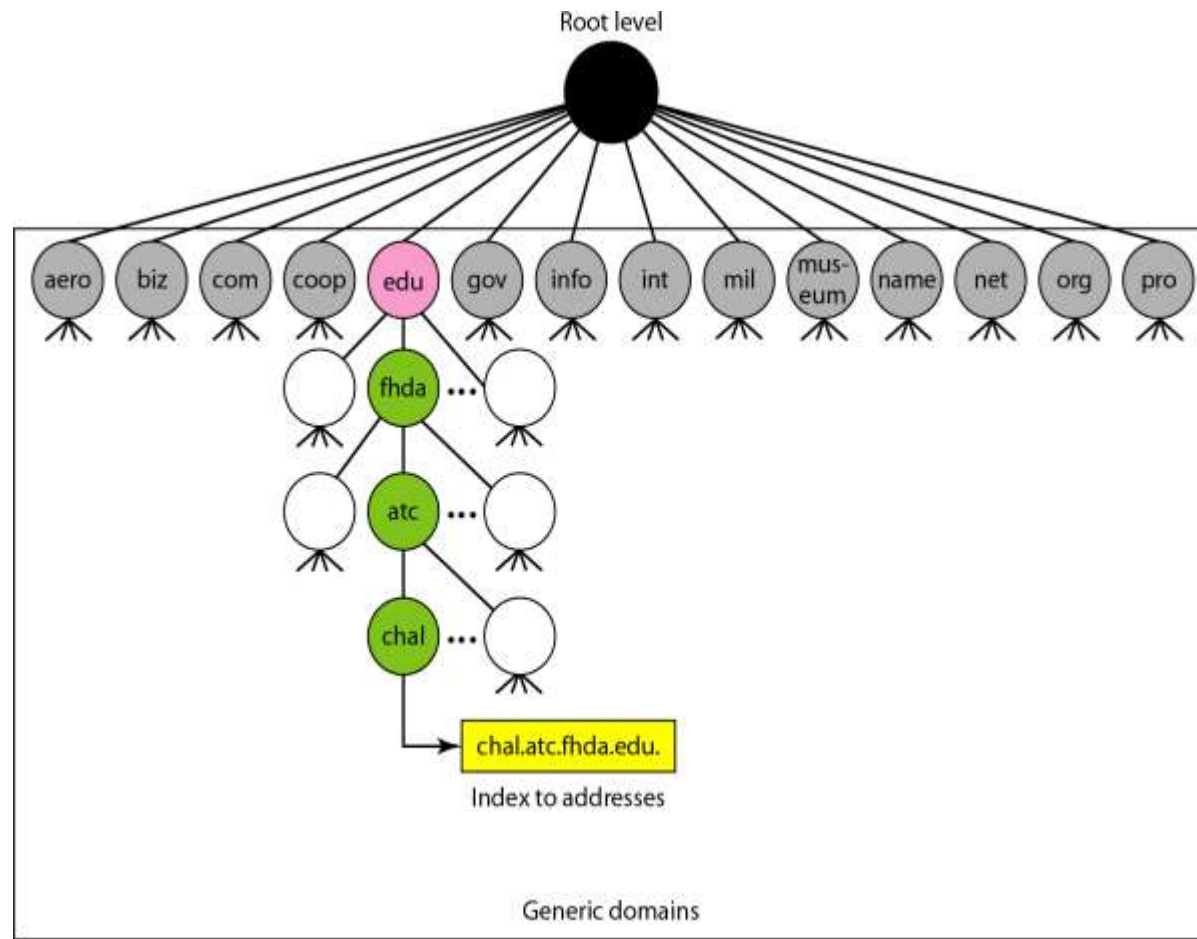 Root level
aero biz com coop edu gov info int mil mus-
eum name net org pro
fhda ...
atc ...
chal ...
chal.atc.fhda.edu.
Index to addresses
Generic domains